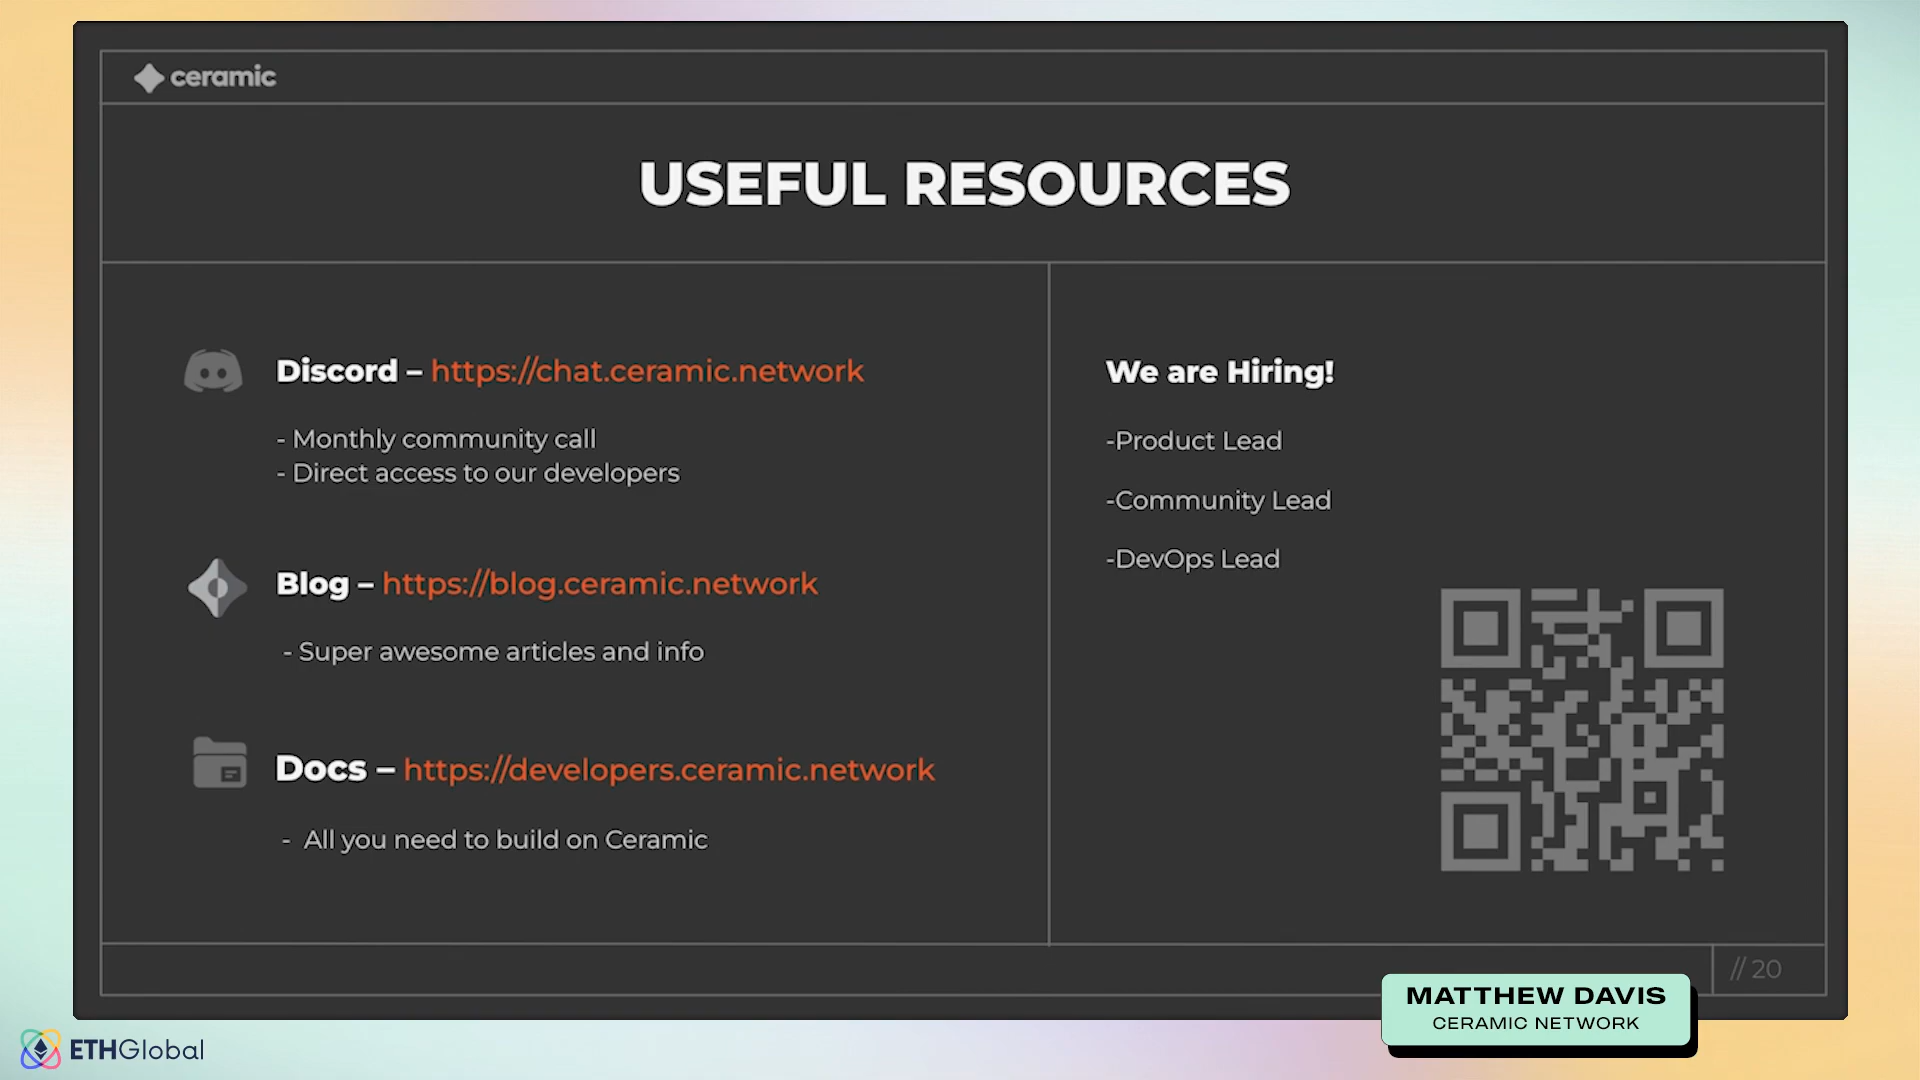 ceramic
USEFUL RESOURCES
Discord – https://chat.ceramic.network
- Monthly community call
- Direct access to our developers
Blog – https://blog.ceramic.network
- Super awesome articles and info
Docs – https://developers.ceramic.network
- All you need to build on Ceramic
We are Hiring!
-Product Lead
-Community Lead
-DevOps Lead
// 20
MATTHEW DAVIS
CERAMIC NETWORK
ETHGlobal